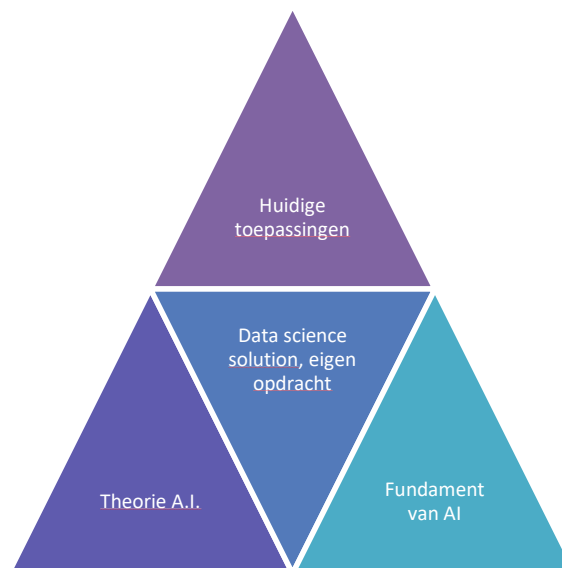 Huidige
toepassingen
Data science
solution, eigen
opdracht
Theorie A.I.
Fundament
van AI